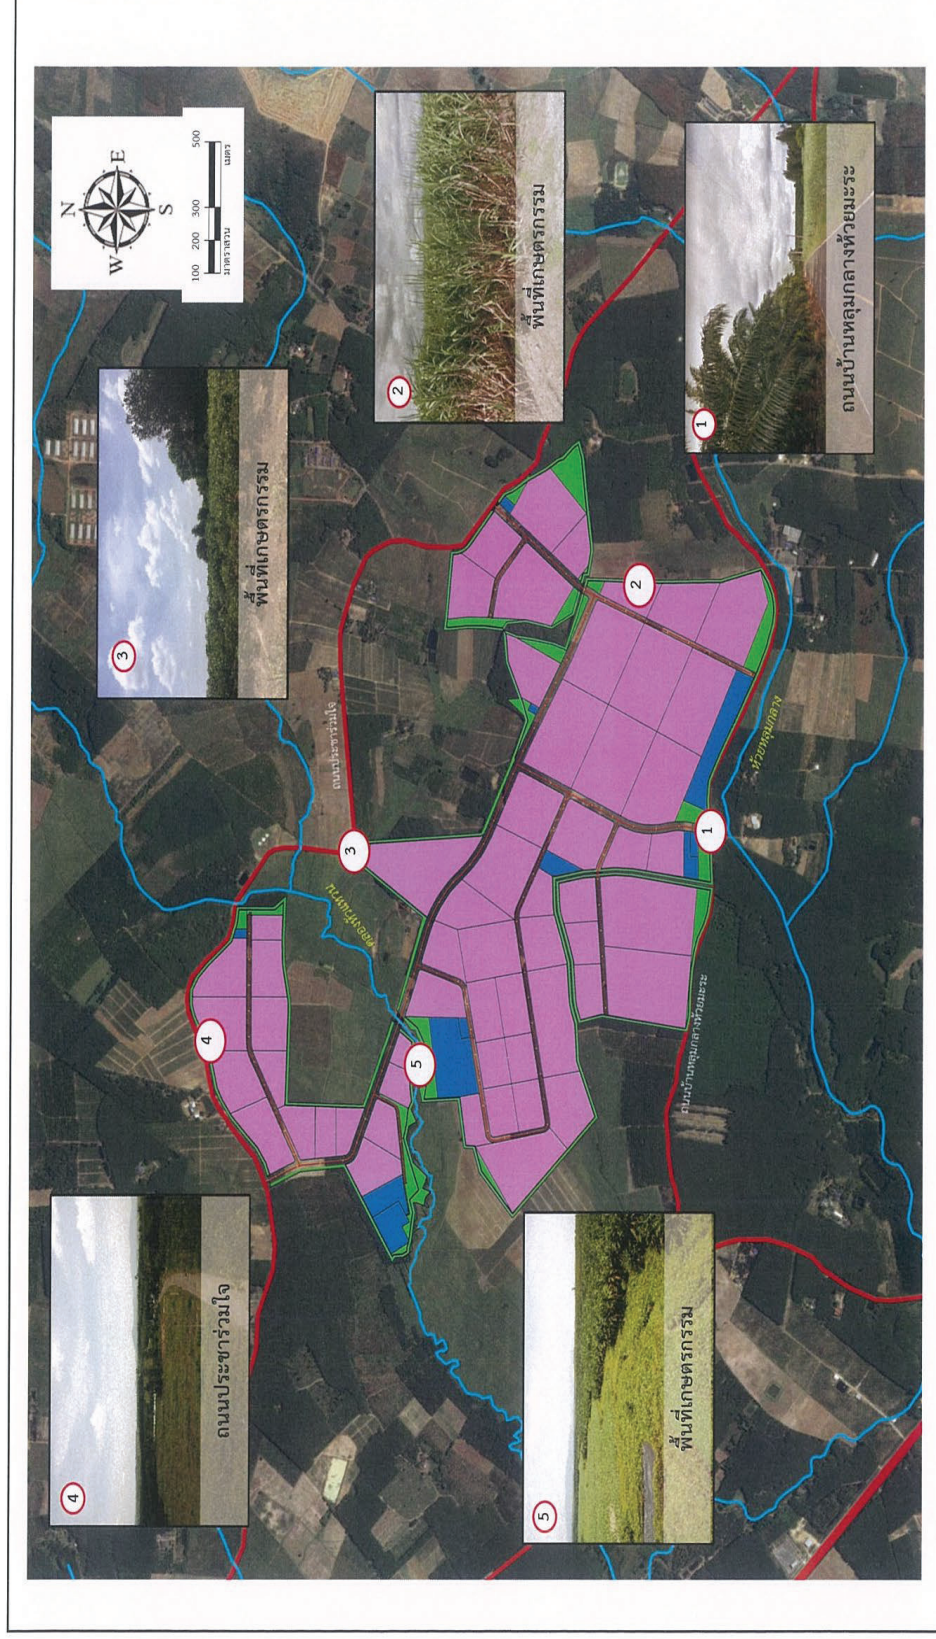 4
ถนนประชาร่วมใจ
3
พื้นที่เกษตรกรรม
N
W
E
S
100 200 300 500
มาตราส่วน เมตร
4
3
ถนนประชาร่วมใจ
5
พื้นที่เกษตรกรรม
5
2
พื้นที่เกษตรกรรม
2
1
ถนนบ้านหลุมกลางห้วยมะระ
ห้วยหลุมกลาง
1
ถนนบ้านหลุมกลางห้วยมะระ